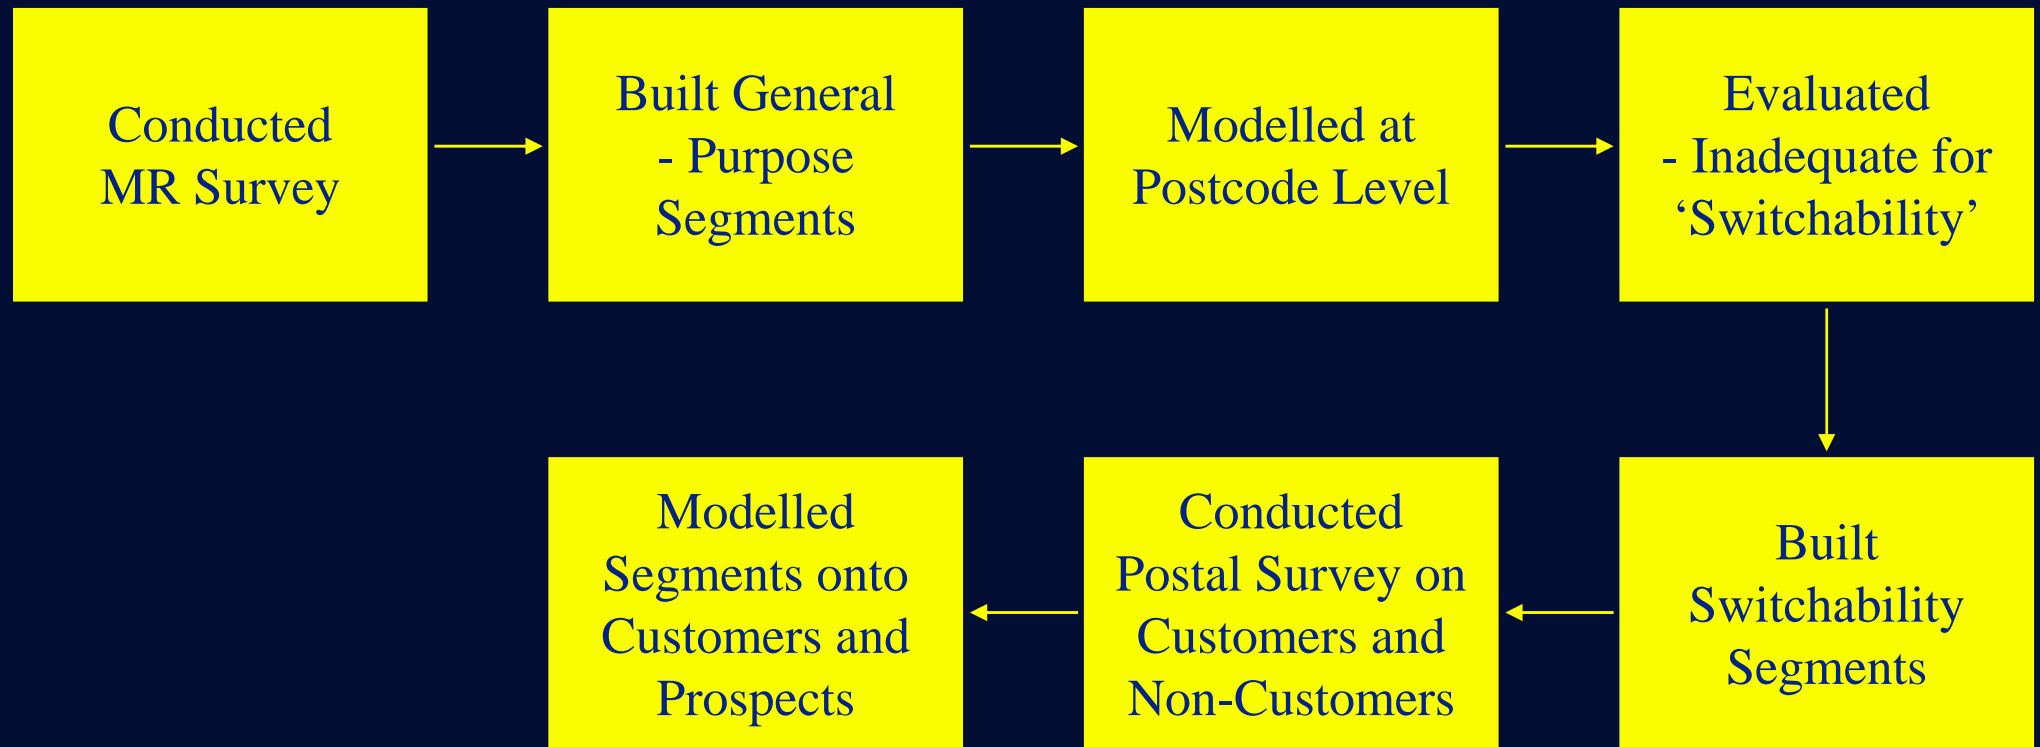 Conducted
MR Survey
Built General
- Purpose
Segments
Modelled at
Postcode Level
Evaluated
- Inadequate for
‘Switchability’
Built
Switchability
Segments
Conducted
Postal Survey on
Customers and
Non-Customers
Modelled
Segments onto
Customers and
Prospects